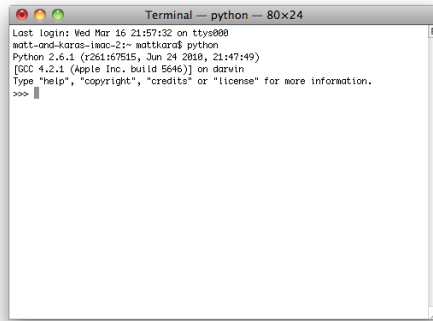 Terminal — python — 80×24
Last login: Wed Mar 16 21:57:32 on ttys000
matt-and-karas-imac-2:~ mattkara$ python
Python 2.6.1 (r261:67515, Jun 24 2010, 21:47:49)
[GCC 4.2.1 (Apple Inc. build 5646)] on darwin
Type "help", "copyright", "credits" or "license" for more information.
>>>